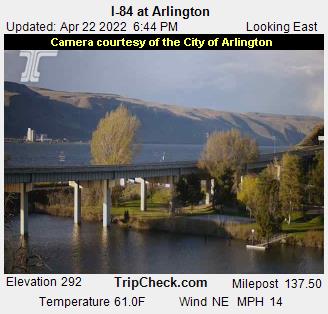 I-84 at Arlington
Updated: Apr 22 2022 6:44 PM Looking East
Camera courtesy of the City of Arlington
Elevation 292 TripCheck.com Milepost 137.50
Temperature 61.0F Wind NE MPH 14